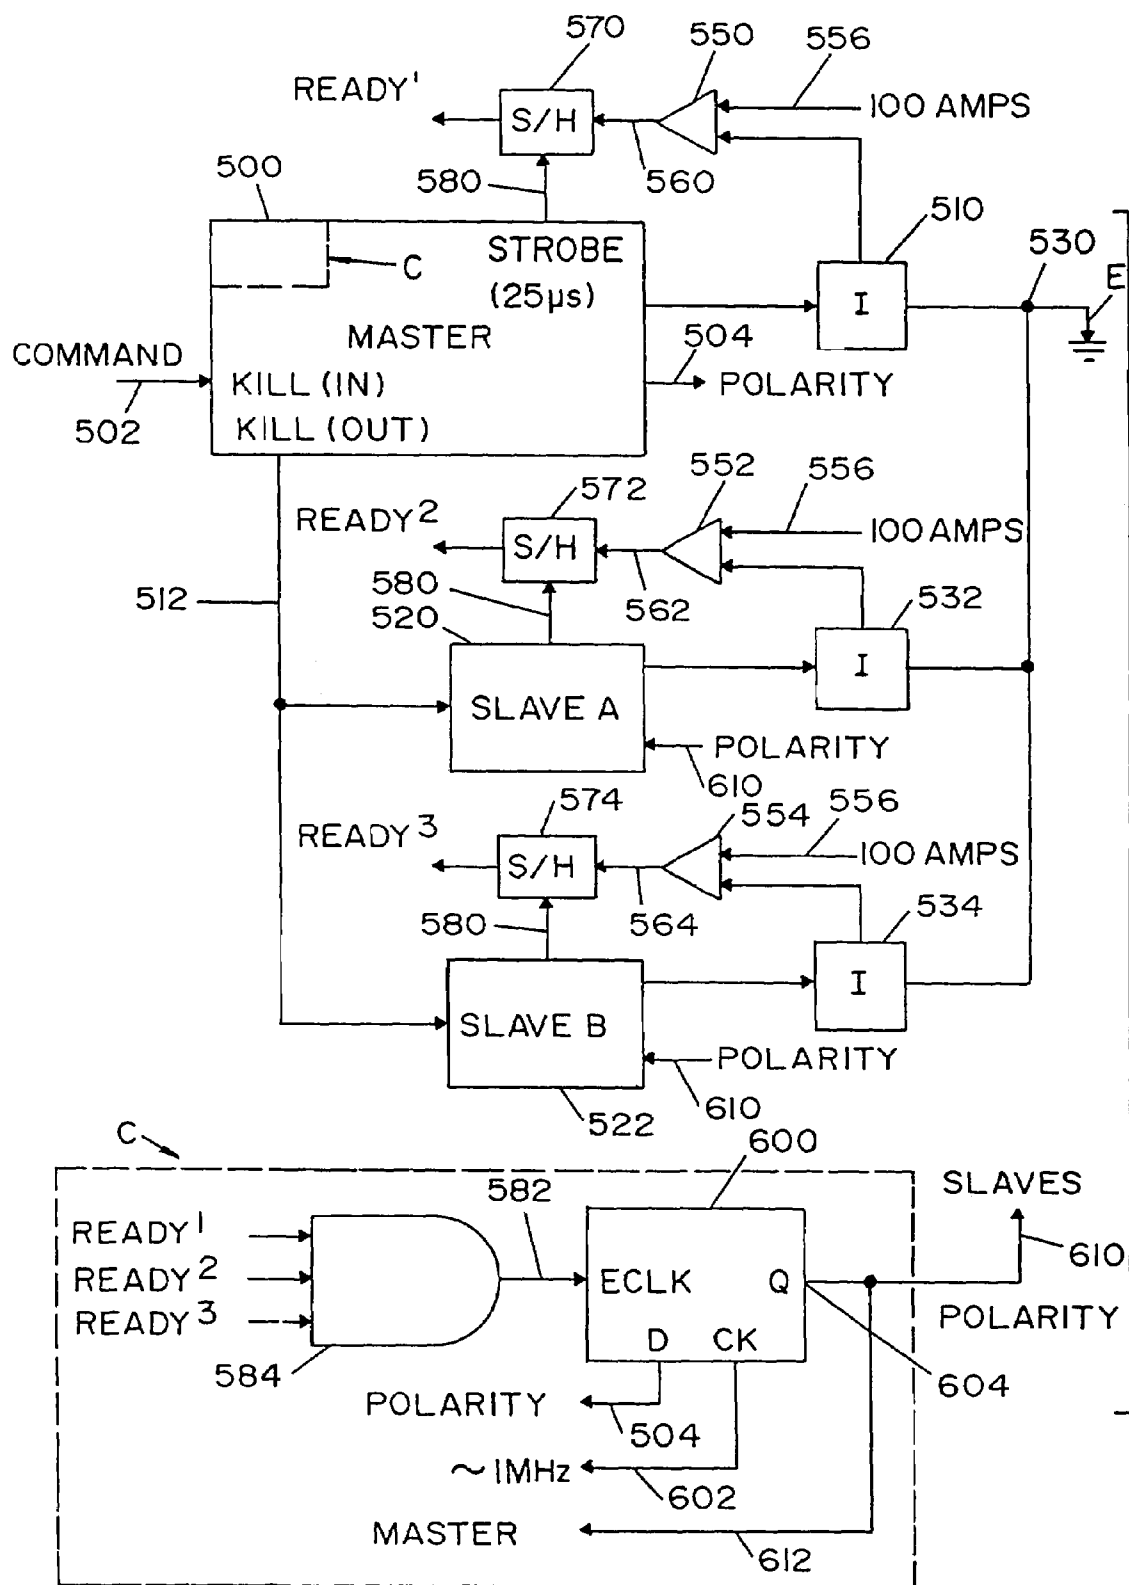 570
550
556
READY1
S/H
100 AMPS
580
560
500
510
530
C
STROBE
(25µs)
E
I
MASTER
504
COMMAND
KILL (IN)
POLARITY
502
KILL (OUT)
552
556
572
READY2
S/H
100 AMPS
580
562
512
520
532
I
SLAVE A
POLARITY
610
574
554
556
READY3
S/H
100 AMPS
580
564
534
I
SLAVE B
POLARITY
610
522
C
600
582
SLAVES
READY1
610
READY2
ECLK
Q
READY3
POLARITY
D
CK
584
604
POLARITY
504
~1MHz
602
MASTER
612